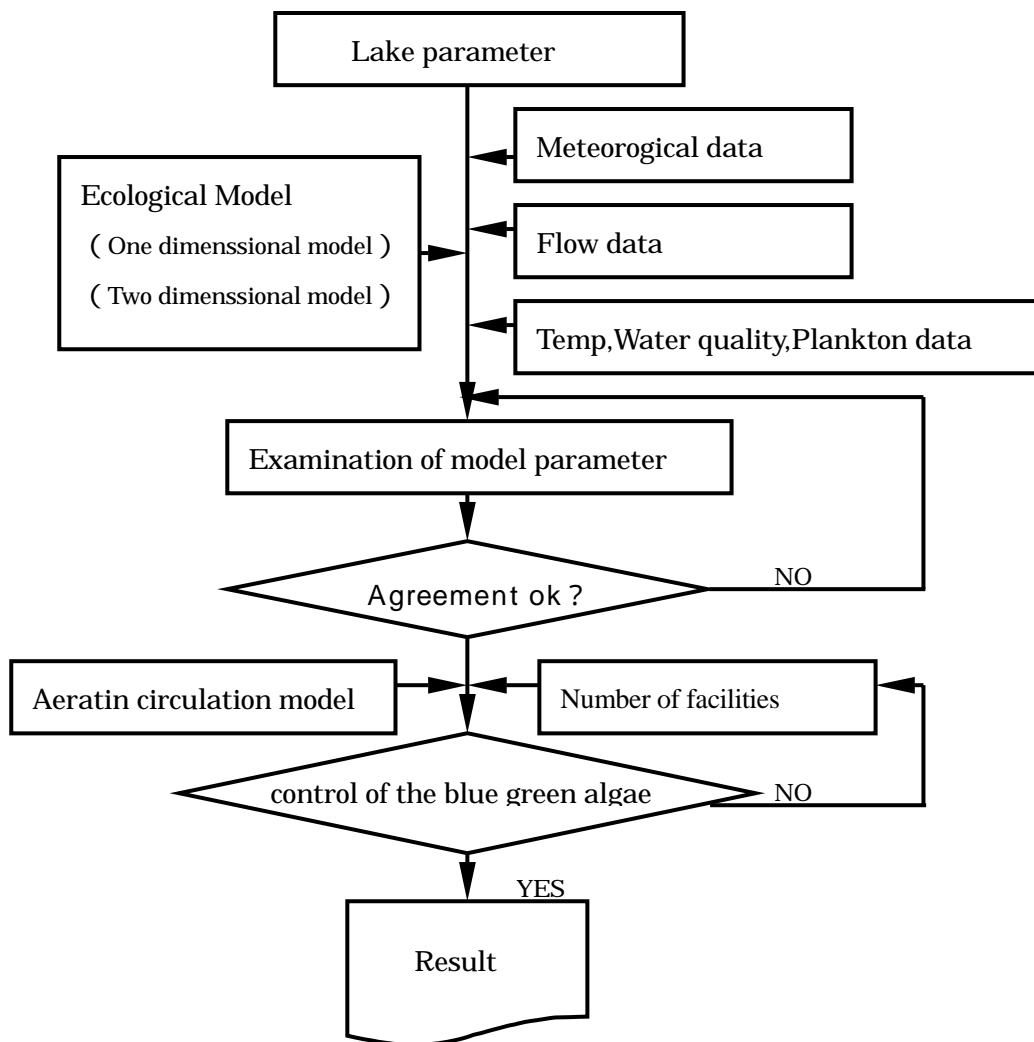 Lake parameter
Meteorogical data
Ecological Model
( One dimenssional model )
( Two dimenssional model )
Flow data
Temp,Water quality,Plankton data
Examination of model parameter
Agreement ok ?
NO
Aeratin circulation model
Number of facilities
control of the blue green algae
NO
YES
Result